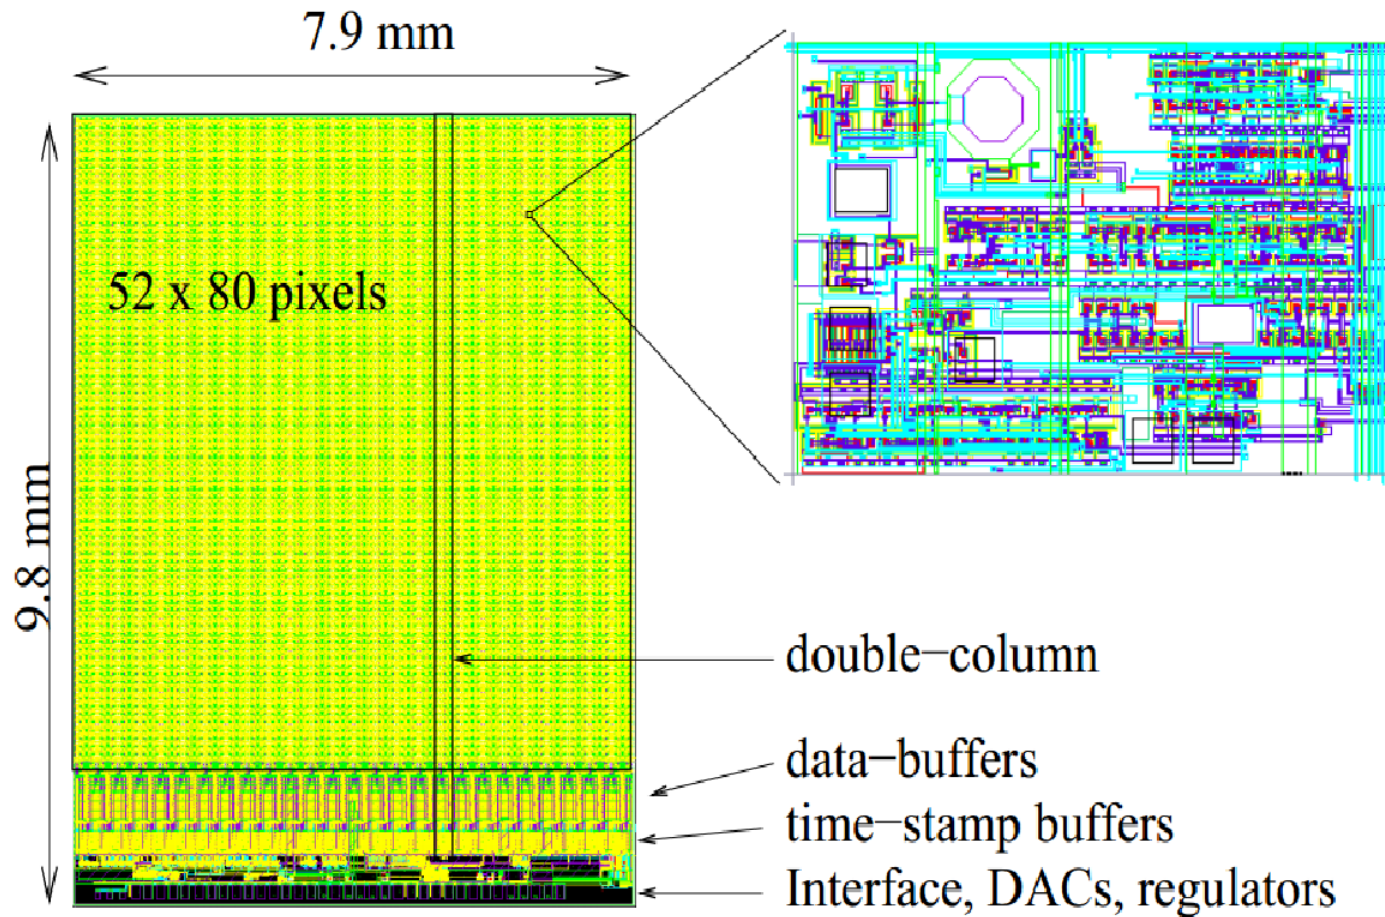 7.9 mm
9.8 mm
52 x 80 pixels
double-column
data-buffers
time-stamp buffers
Interface, DACs, regulators